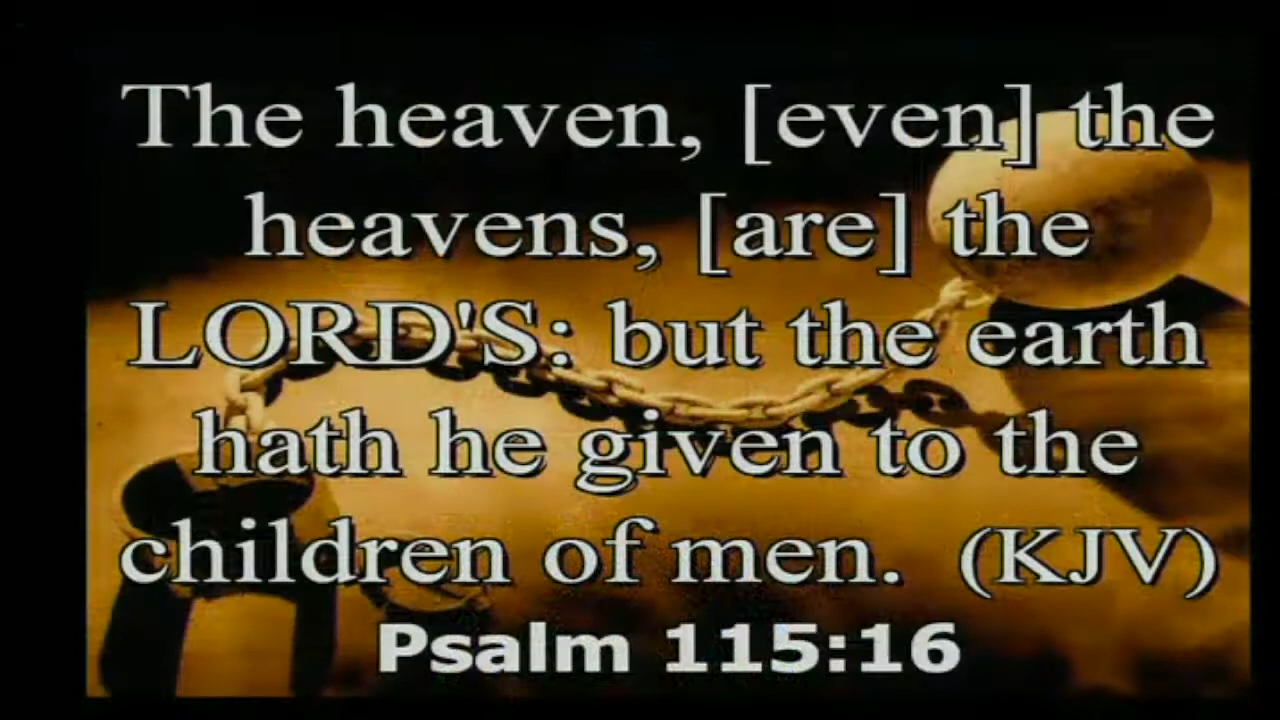 The heaven, [even] the
heavens, [are] the
LORD'S: but the earth
hath he given to the
children of men. (KJV)
Psalm 115:16